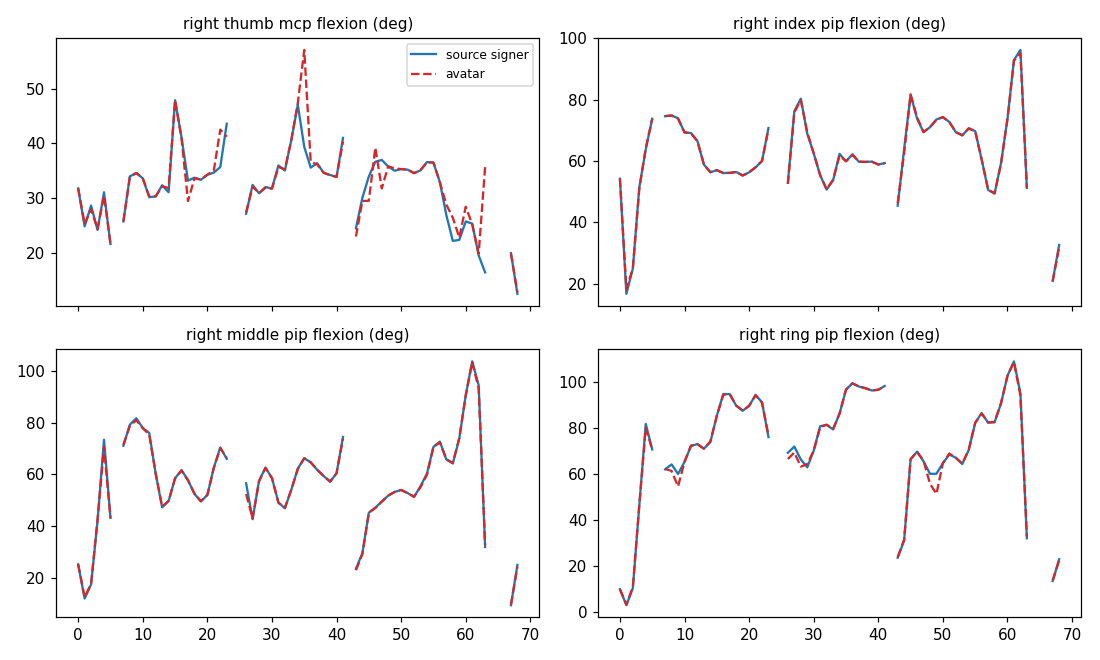 right thumb mcp flexion (deg)
source signer
avatar
50
40
30
20
right index pip flexion (deg)
100
80
60
40
20
right middle pip flexion (deg)
100
80
60
40
20
0 10 20 30 40 50 60 70
right ring pip flexion (deg)
100
80
60
40
20
0
0 10 20 30 40 50 60 70